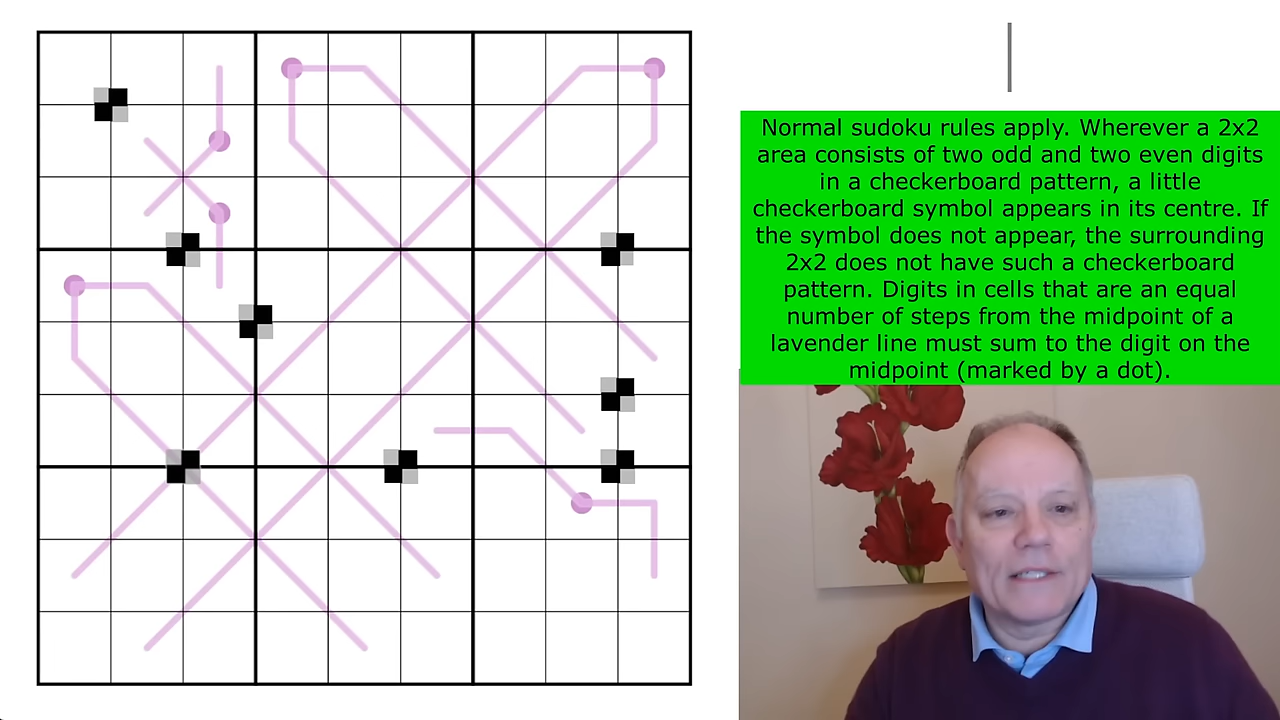 Normal sudoku rules apply. Wherever a 2x2
area consists of two odd and two even digits
in a checkerboard pattern, a little
checkerboard symbol appears in its centre. If
the symbol does not appear, the surrounding
2x2 does not have such a checkerboard
pattern. Digits in cells that are an equal
number of steps from the midpoint of a
lavender line must sum to the digit on the
midpoint (marked by a dot).